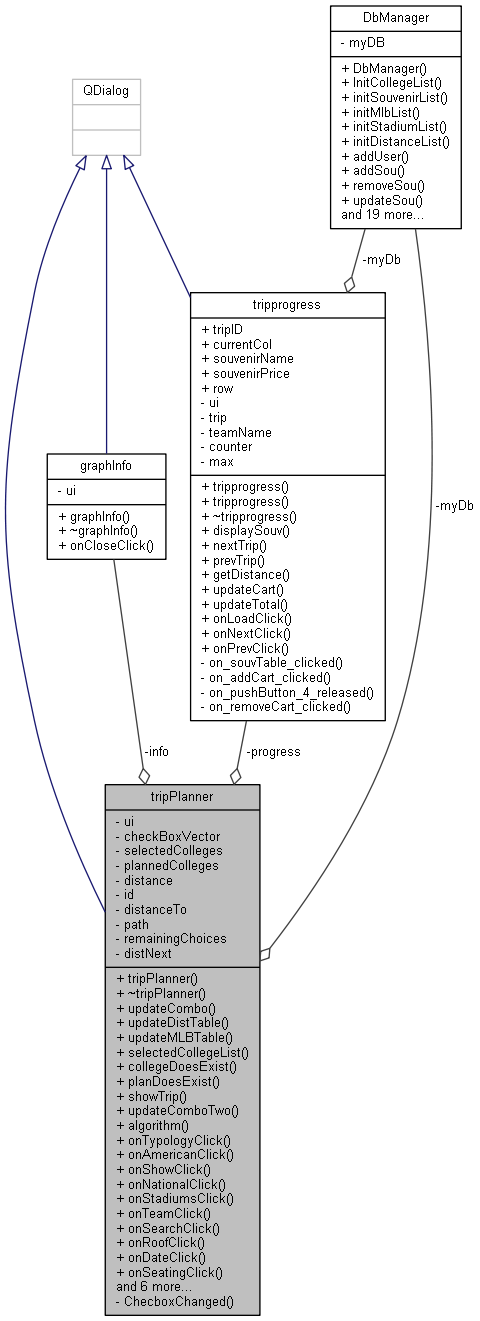 DbManager
- myDB
+ DbManager()
+ InitCollegeList()
+ initSouvenirList()
+ initMlbList()
+ initStadiumList()
+ initDistanceList()
+ addUser()
+ addSou()
+ removeSou()
+ updateSou()
and 19 more...
QDialog
-myDb
tripprogress
+ tripID
+ currentCol
+ souvenirName
+ souvenirPrice
+ row
- ui
- trip
- teamName
- counter
- max
+ tripprogress()
+ tripprogress()
+ ~tripprogress()
+ displaySouv()
+ nextTrip()
+ prevTrip()
+ getDistance()
+ updateCart()
+ updateTotal()
+ onLoadClick()
+ onNextClick()
+ onPrevClick()
- on_souvTable_clicked()
- on_addCart_clicked()
- on_pushButton_4_released()
- on_removeCart_clicked()
graphInfo
- ui
+ graphInfo()
+ ~graphInfo()
+ onCloseClick()
-myDb
-info
-progress
tripPlanner
- ui
- checkBoxVector
- selectedColleges
- plannedColleges
- distance
- id
- distanceTo
- path
- remainingChoices
- distNext
+ tripPlanner()
+ ~tripPlanner()
+ updateCombo()
+ updateDistTable()
+ updateMLBTable()
+ selectedCollegeList()
+ collegeDoesExist()
+ planDoesExist()
+ showTrip()
+ updateComboTwo()
+ algorithm()
+ onTypologyClick()
+ onAmericanClick()
+ onShowClick()
+ onNationalClick()
+ onStadiumsClick()
+ onTeamClick()
+ onSearchClick()
+ onRoofClick()
+ onDateClick()
+ onSeatingClick()
and 6 more...
- ChecboxChanged()